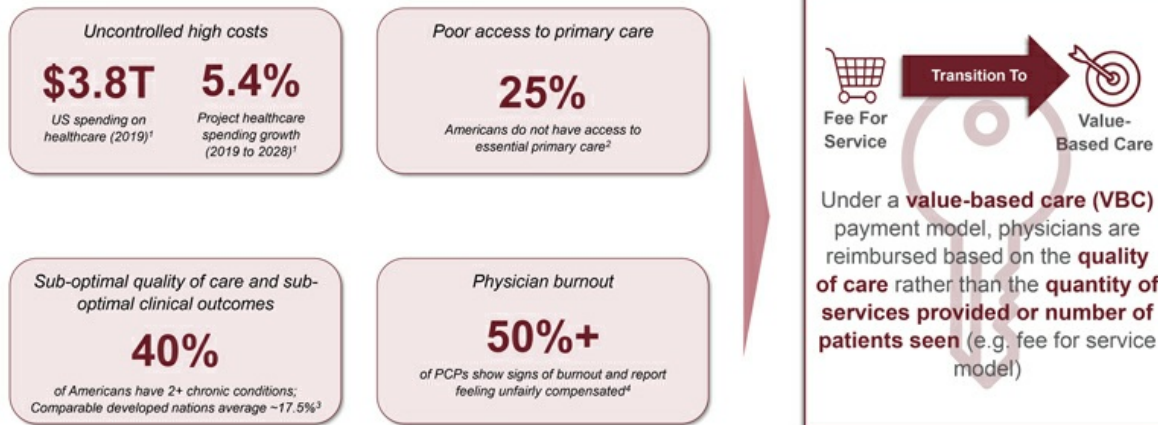 Uncontrolled high costs
$3.8T
US spending on
healthcare (2019)¹
5.4%
Project healthcare
spending growth
(2019 to 2028)¹
Poor access to primary care
25%
Americans do not have access to
essential primary care²
Sub-optimal quality of care and sub-
optimal clinical outcomes
40%
of Americans have 2+ chronic conditions;
Comparable developed nations average ~17.5%³
Physician burnout
50%+
of PCPs show signs of burnout and report
feeling unfairly compensated⁴
Fee For
Service
Transition To
Value-
Based Care
Under a value-based care (VBC)
payment model, physicians are
reimbursed based on the quality
of care rather than the quantity of
services provided or number of
patients seen (e.g. fee for service
model)